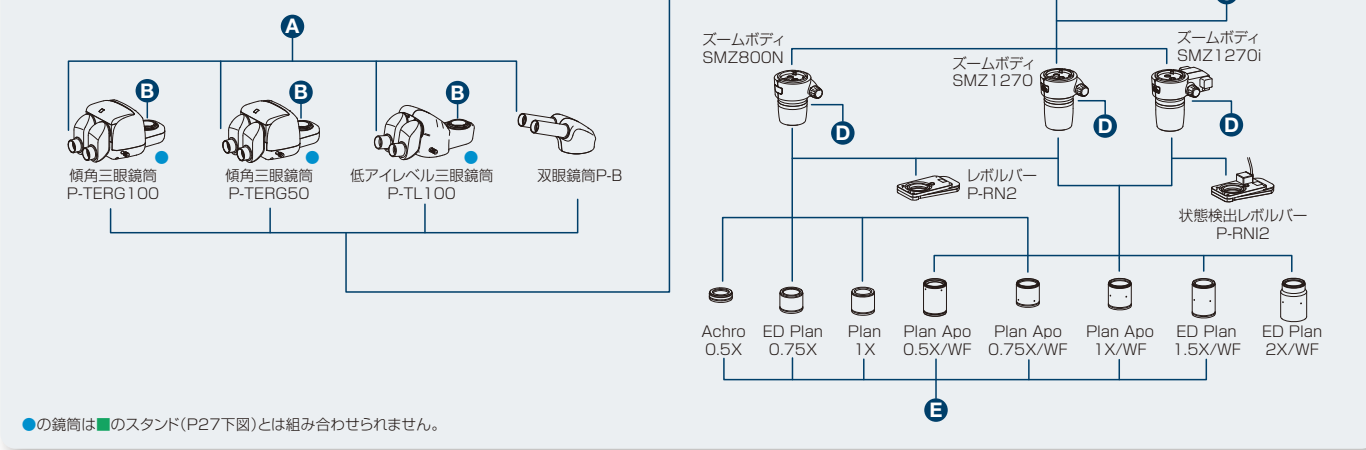 A
B
B
B
傾角三眼鏡筒
P-TERG100
傾角三眼鏡筒
P-TERG50
低アイレベル三眼鏡筒
P-TL100
双眼鏡筒P-B
ズームボディ
SMZ800N
ズームボディ
SMZ1270
ズームボディ
SMZ1270i
D
D
D
レボルバー
P-RN2
状態検出レボルバー
P-RNI2
Achro
0.5X
ED Plan
0.75X
Plan
1X
Plan Apo
0.5X/WF
Plan Apo
0.75X/WF
Plan Apo
1X/WF
ED Plan
1.5X/WF
ED Plan
2X/WF
E
●の鏡筒は■のスタンド(P27下図)とは組み合わせられません。